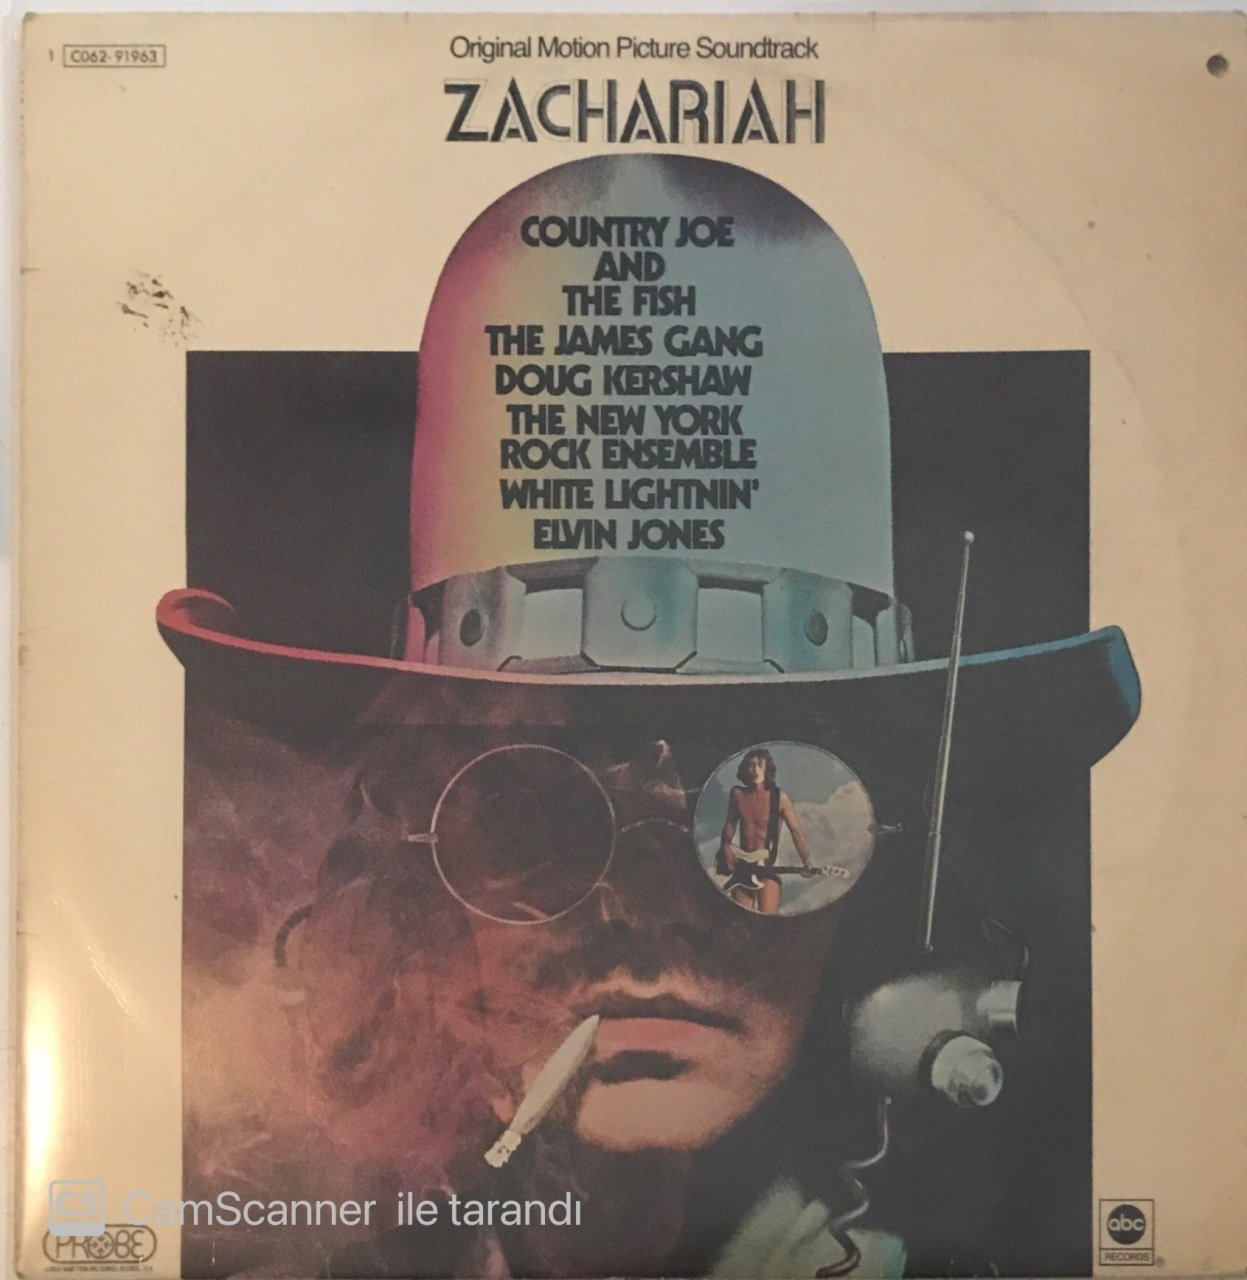 1 C062-91963
Original Motion Picture Soundtrack
ZACHARIAH
COUNTRY JOE
AND
THE FISH
THE JAMES GANG
DOUG KERSHAW
THE NEW YORK
ROCK ENSEMBLE
WHITE LIGHTNIN'
ELVIN JONES
CS CamScanner ile tarandı
PROBE
abc
RECORDS ®